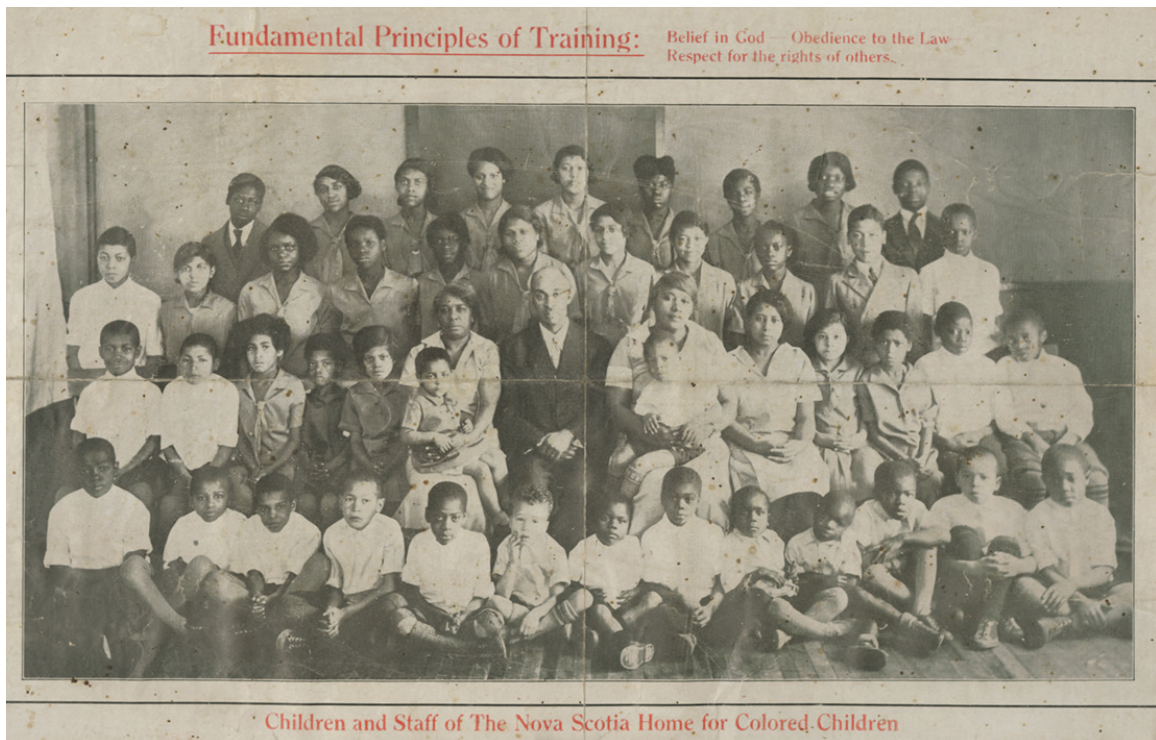 Fundamental Principles of Training:
Belief in God — Obedience to the Law
Respect for the rights of others.
Children and Staff of The Nova Scotia Home for Colored Children